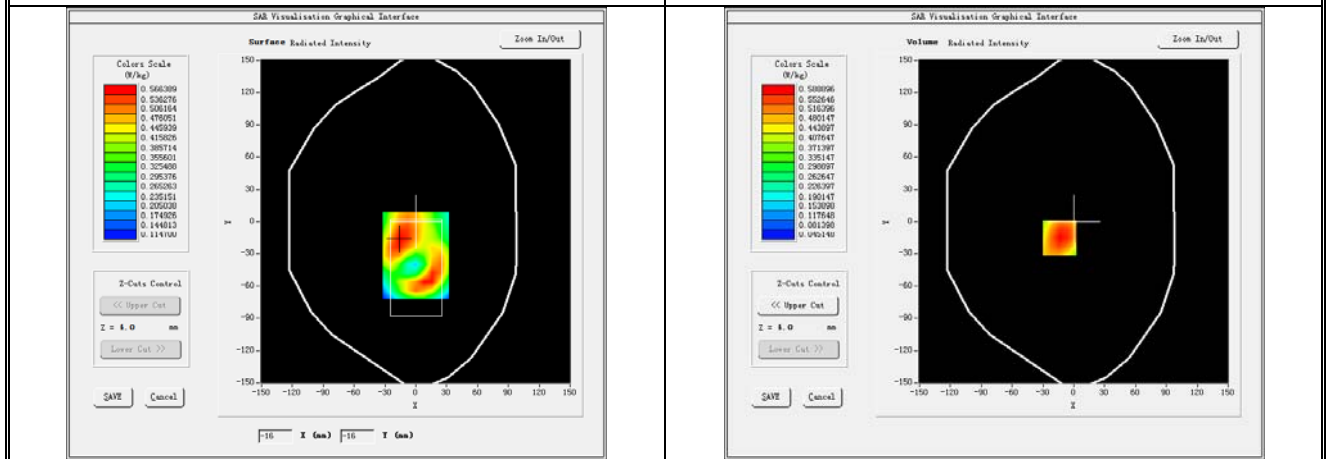 SAR Visualisation Graphical Interface
Surface Radiated Intensity
Zoom In/Out
Colors Scale
(W/kg)
0.566389
0.536276
0.506164
0.476051
0.445939
0.415826
0.385714
0.355601
0.325488
0.295376
0.265263
0.235151
0.205038
0.174926
0.144813
0.114700
150
120
90
60
30
Y
0
-30
-60
-90
-120
-150
-150 -120 -90 -60 -30 0 30 60 90 120 150
X
Z-Cuts Control
<< Upper Cut
Z = 4.0 mm
Lower Cut >>
SAVE Cancel
-16 X (mm) -16 Y (mm)
SAR Visualisation Graphical Interface
Volume Radiated Intensity
Zoom In/Out
Colors Scale
(W/kg)
0.588896
0.552646
0.516396
0.480147
0.443897
0.407647
0.371397
0.335147
0.298897
0.262647
0.226397
0.190147
0.153898
0.117648
0.081398
0.045148
150
120
90
60
30
Y
0
-30
-60
-90
-120
-150
-150 -120 -90 -60 -30 0 30 60 90 120 150
X
Z-Cuts Control
<< Upper Cut
Z = 4.0 mm
Lower Cut >>
SAVE Cancel